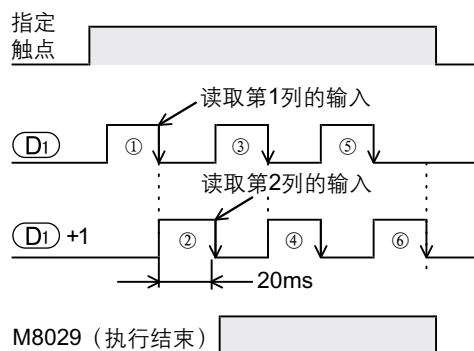 指定
触点
读取第1列的输入
D1 ① ③ ⑤
读取第2列的输入
D1 +1 ② ④ ⑥
20ms
M8029（执行结束）